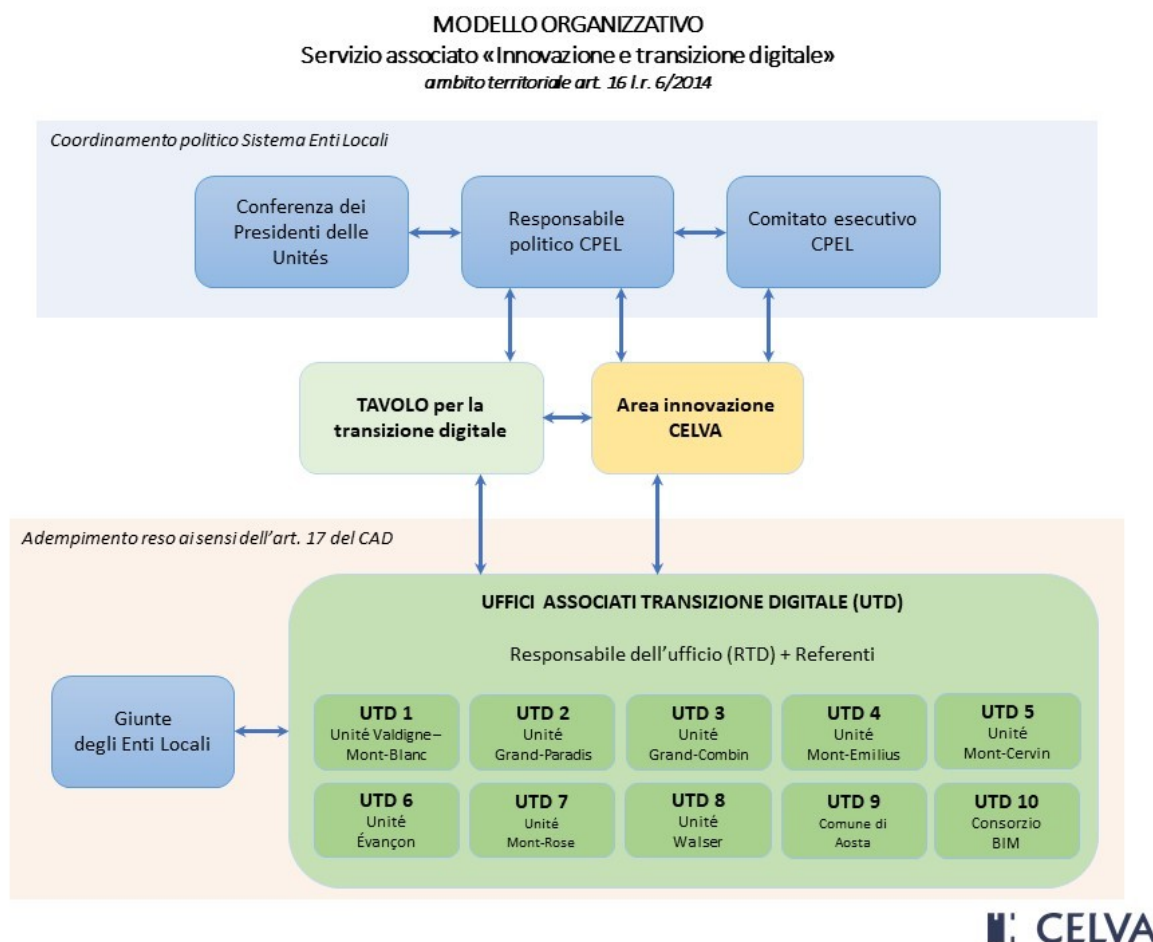 MODELLO ORGANIZZATIVO
Servizio associato «Innovazione e transizione digitale»
ambito territoriale art. 16 l.r. 6/2014
Coordinamento politico Sistema Enti Locali
Conferenza dei
Presidenti delle
Unités
Responsabile
politico CPEL
Comitato esecutivo
CPEL
TAVOLO per la
transizione digitale
Area innovazione
CELVA
Adempimento reso ai sensi dell'art. 17 del CAD
UFFICI ASSOCIATI TRANSIZIONE DIGITALE (UTD)
Responsabile dell'ufficio (RTD) + Referenti
Giunte
degli Enti Locali
UTD 1
Unité Valdigne–
Mont-Blanc
UTD 2
Unité
Grand-Paradis
UTD 3
Unité
Grand-Combin
UTD 4
Unité
Mont-Emilius
UTD 5
Unité
Mont-Cervin
UTD 6
Unité
Évançon
UTD 7
Unité
Mont-Rose
UTD 8
Unité
Walser
UTD 9
Comune di
Aosta
UTD 10
Consorzio
BIM
CELVA